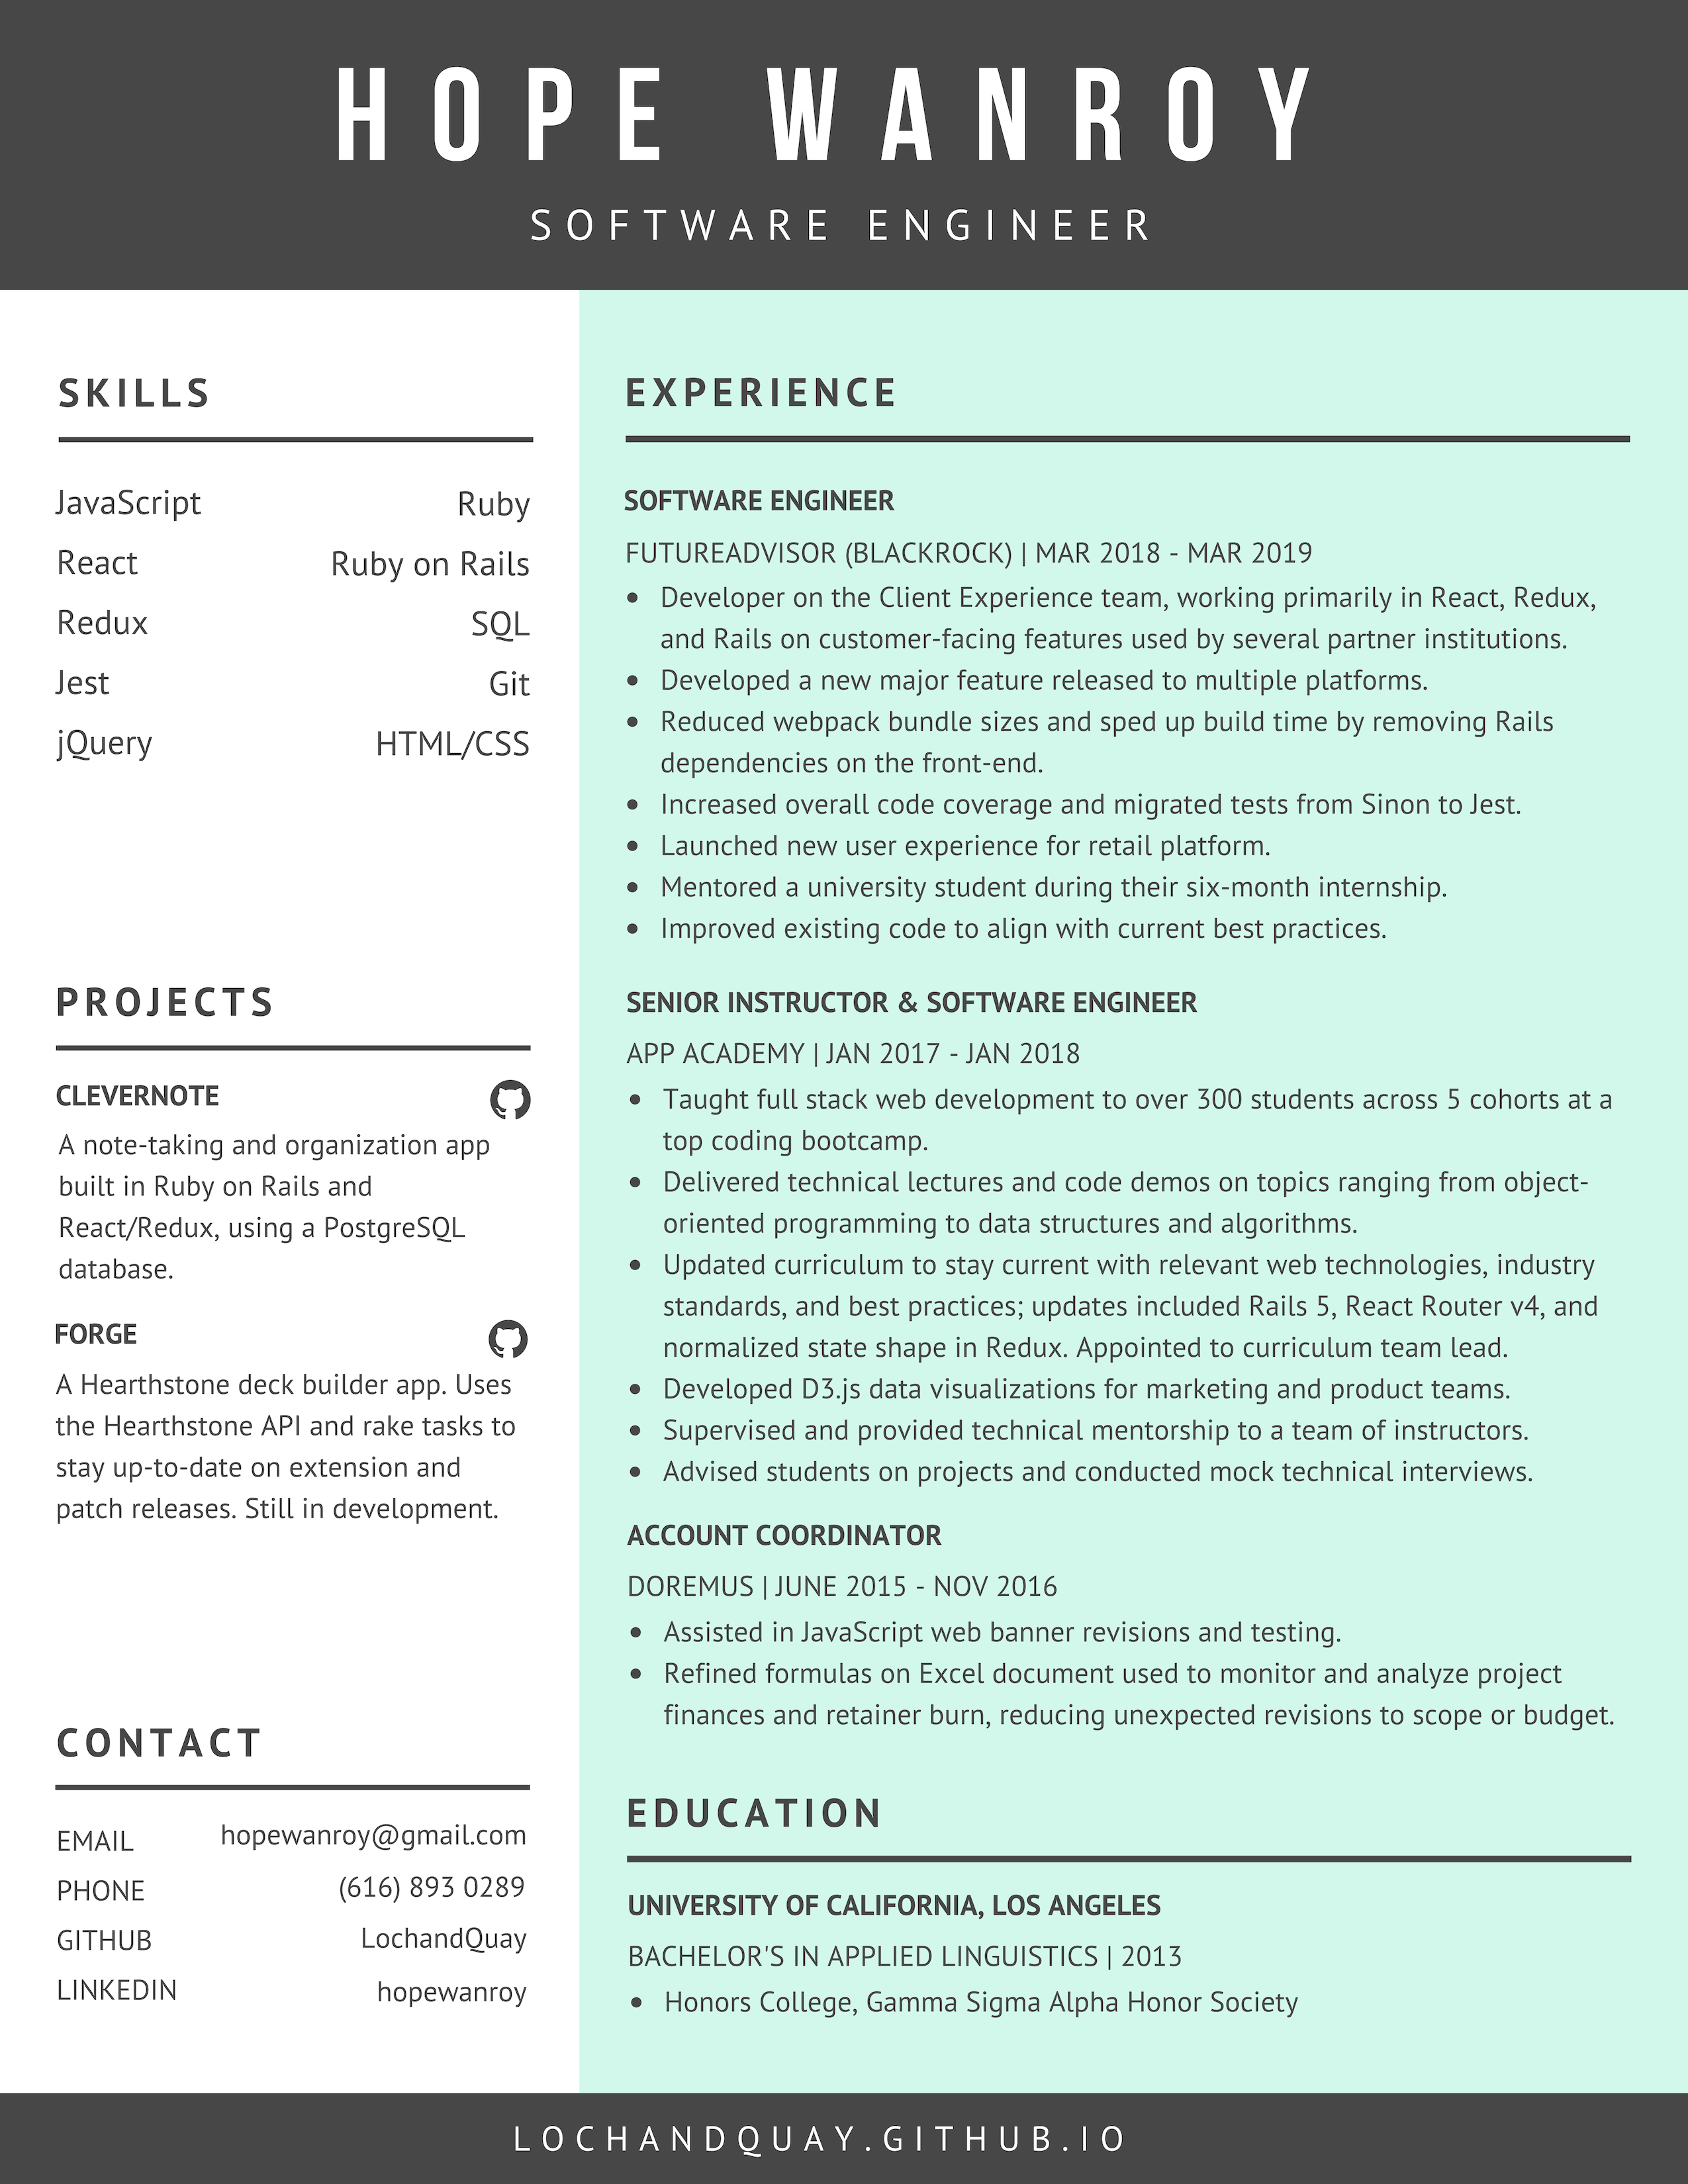 HOPE WANROY
SOFTWARE ENGINEER
SKILLS
JavaScript
React
Redux
Jest
jQuery
Ruby
Ruby on Rails
SQL
Git
HTML/CSS
PROJECTS
CLEVERNOTE
A note-taking and organization app
built in Ruby on Rails and
React/Redux, using a PostgreSQL
database.
FORGE
A Hearthstone deck builder app. Uses
the Hearthstone API and rake tasks to
stay up-to-date on extension and
patch releases. Still in development.
CONTACT
EMAIL hopewanroy@gmail.com
PHONE (616) 893 0289
GITHUB LochandQuay
LINKEDIN hopewanroy
EXPERIENCE
SOFTWARE ENGINEER
FUTUREADVISOR (BLACKROCK) | MAR 2018 - MAR 2019
• Developer on the Client Experience team, working primarily in React, Redux,
and Rails on customer-facing features used by several partner institutions.
• Developed a new major feature released to multiple platforms.
• Reduced webpack bundle sizes and sped up build time by removing Rails
dependencies on the front-end.
• Increased overall code coverage and migrated tests from Sinon to Jest.
• Launched new user experience for retail platform.
• Mentored a university student during their six-month internship.
• Improved existing code to align with current best practices.
SENIOR INSTRUCTOR & SOFTWARE ENGINEER
APP ACADEMY | JAN 2017 - JAN 2018
• Taught full stack web development to over 300 students across 5 cohorts at a
top coding bootcamp.
• Delivered technical lectures and code demos on topics ranging from object-
oriented programming to data structures and algorithms.
• Updated curriculum to stay current with relevant web technologies, industry
standards, and best practices; updates included Rails 5, React Router v4, and
normalized state shape in Redux. Appointed to curriculum team lead.
• Developed D3.js data visualizations for marketing and product teams.
• Supervised and provided technical mentorship to a team of instructors.
• Advised students on projects and conducted mock technical interviews.
ACCOUNT COORDINATOR
DOREMUS | JUNE 2015 - NOV 2016
• Assisted in JavaScript web banner revisions and testing.
• Refined formulas on Excel document used to monitor and analyze project
finances and retainer burn, reducing unexpected revisions to scope or budget.
EDUCATION
UNIVERSITY OF CALIFORNIA, LOS ANGELES
BACHELOR'S IN APPLIED LINGUISTICS | 2013
• Honors College, Gamma Sigma Alpha Honor Society
LOCHANDQUAY.GITHUB.IO